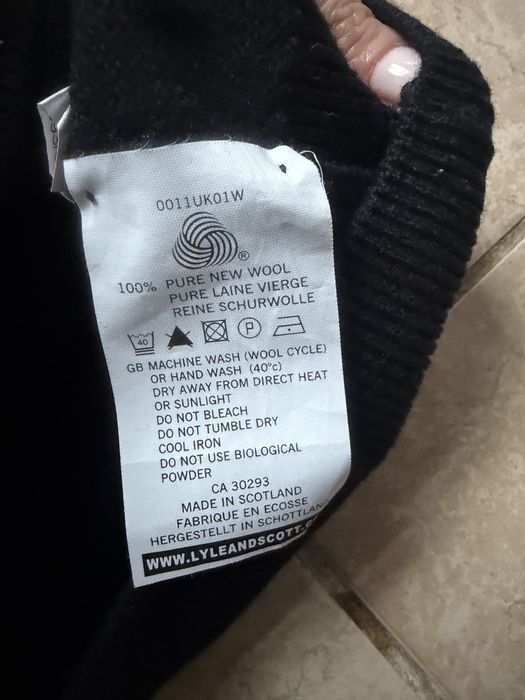 0011UK01W
®
100% PURE NEW WOOL
PURE LAINE VIERGE
REINE SCHURWOLLE
40 P
GB MACHINE WASH (WOOL CYCLE)
OR HAND WASH (40°c)
DRY AWAY FROM DIRECT HEAT
OR SUNLIGHT
DO NOT BLEACH
DO NOT TUMBLE DRY
COOL IRON
DO NOT USE BIOLOGICAL
POWDER
CA 30293
MADE IN SCOTLAND
FABRIQUE EN ECOSSE
HERGESTELLT IN SCHOTTLAN
WWW.LYLEANDSCOTT.C